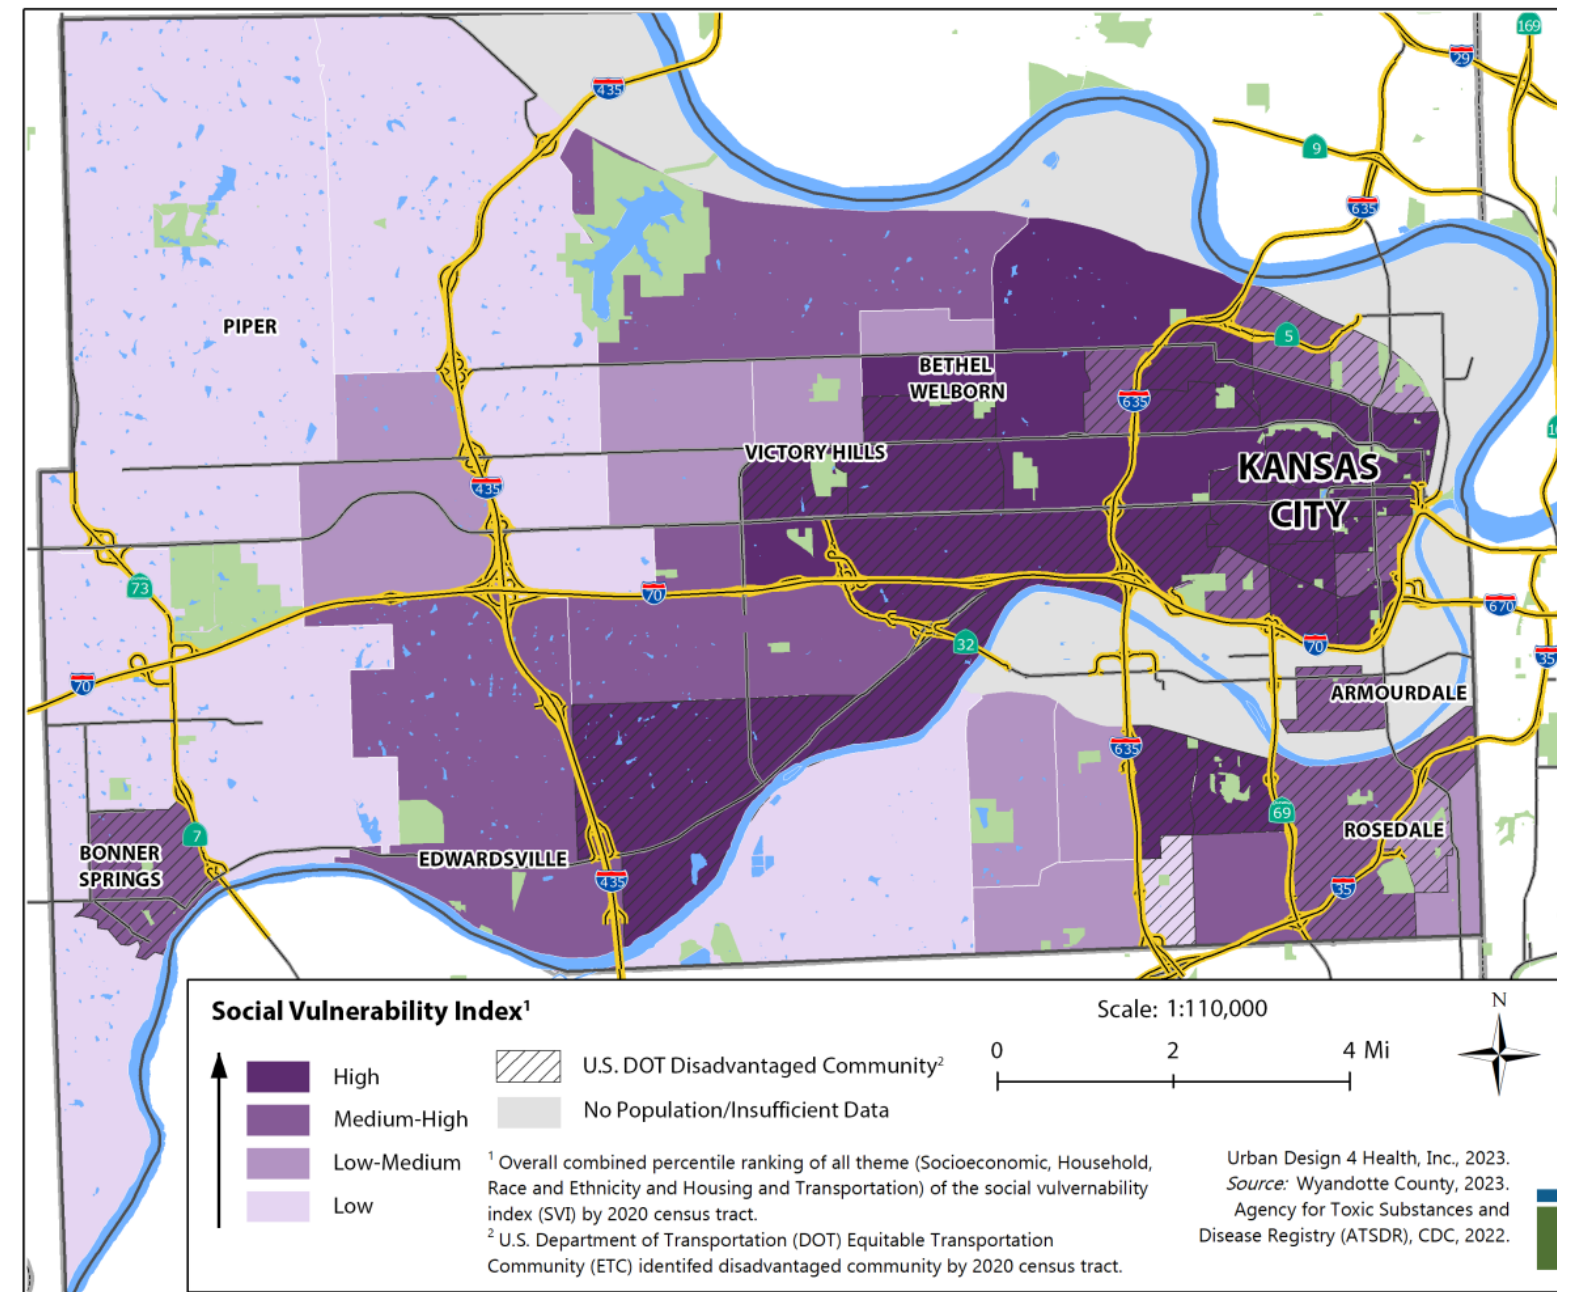 169
29
435
9
635
PIPER
5
BETHEL
WELBORN
635
VICTORY HILLS
KANSAS
CITY
435
73
70
670
32
70
35
70
ARMOURDALE
635
69
7
ROSEDALE
BONNER
SPRINGS
EDWARDSVILLE
435
35
Social Vulnerability Index¹
High
Medium-High
Low-Medium
Low
U.S. DOT Disadvantaged Community²
No Population/Insufficient Data
¹ Overall combined percentile ranking of all theme (Socioeconomic, Household,
Race and Ethnicity and Housing and Transportation) of the social vulvernability
index (SVI) by 2020 census tract.
² U.S. Department of Transportation (DOT) Equitable Transportation
Community (ETC) identifed disadvantaged community by 2020 census tract.
Scale: 1:110,000
0 2 4 Mi
N
Urban Design 4 Health, Inc., 2023.
Source: Wyandotte County, 2023.
Agency for Toxic Substances and
Disease Registry (ATSDR), CDC, 2022.